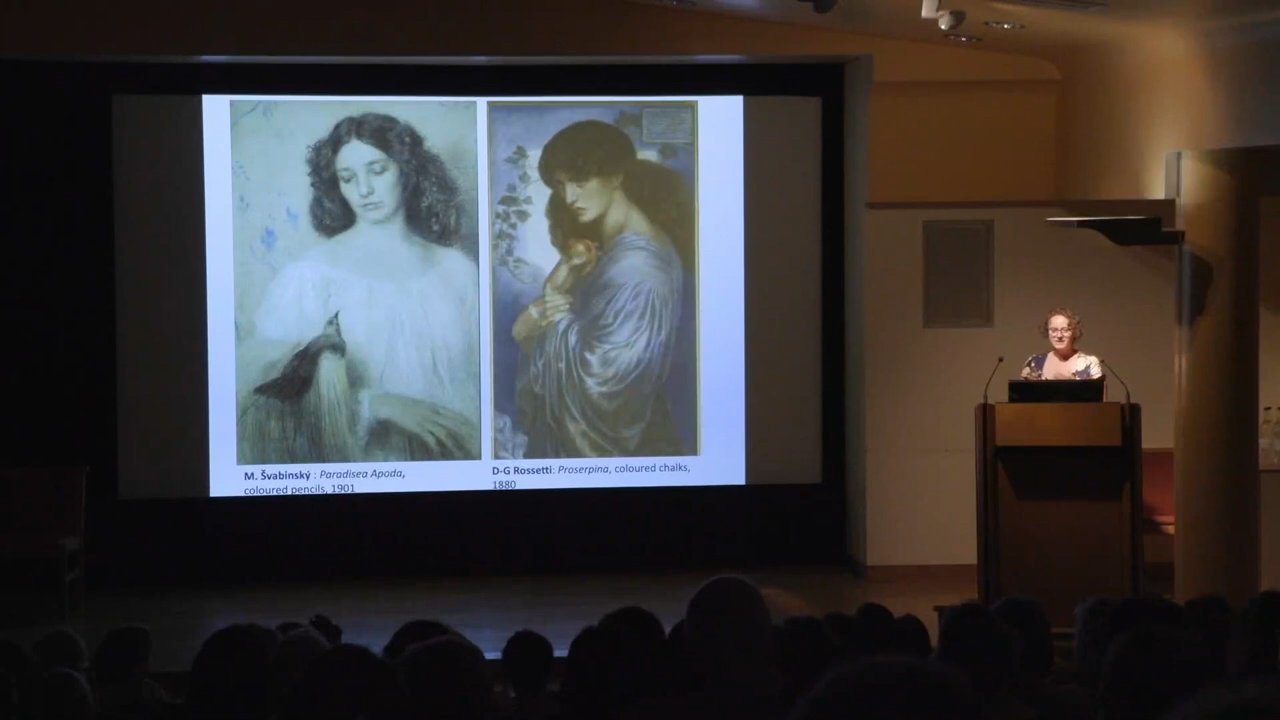 M. Švabinský : Paradisea Apoda,
coloured pencils, 1901
D-G Rossetti: Proserpina, coloured chalks,
1880